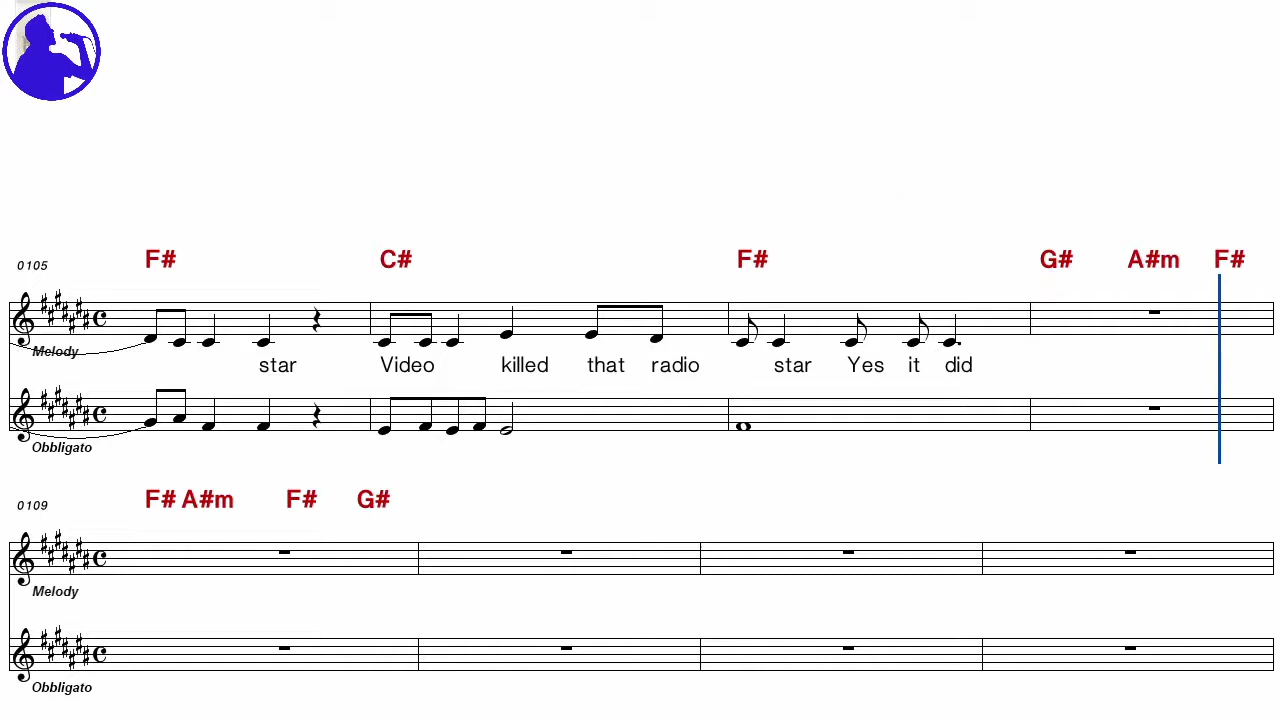 0105 F# C# F# G# A#m F#
Melody
star Video killed that radio star Yes it did
Obbligato
0109 F# A#m F# G#
Melody
Obbligato